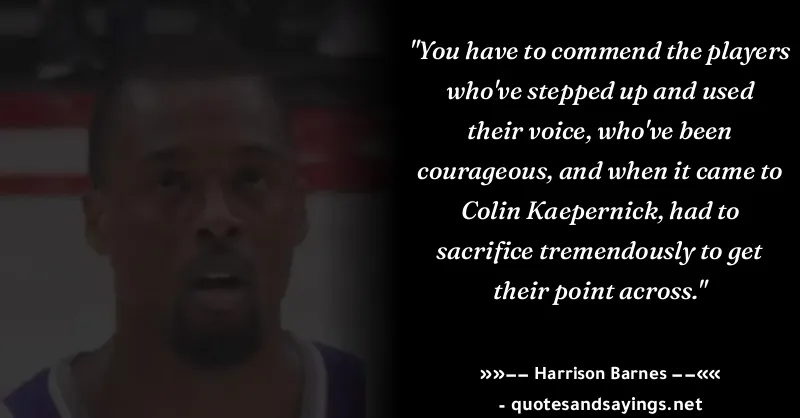 "You have to commend the players
who've stepped up and used
their voice, who've been
courageous, and when it came to
Colin Kaepernick, had to
sacrifice tremendously to get
their point across."
»»–– Harrison Barnes ––««
- quotesandsayings.net